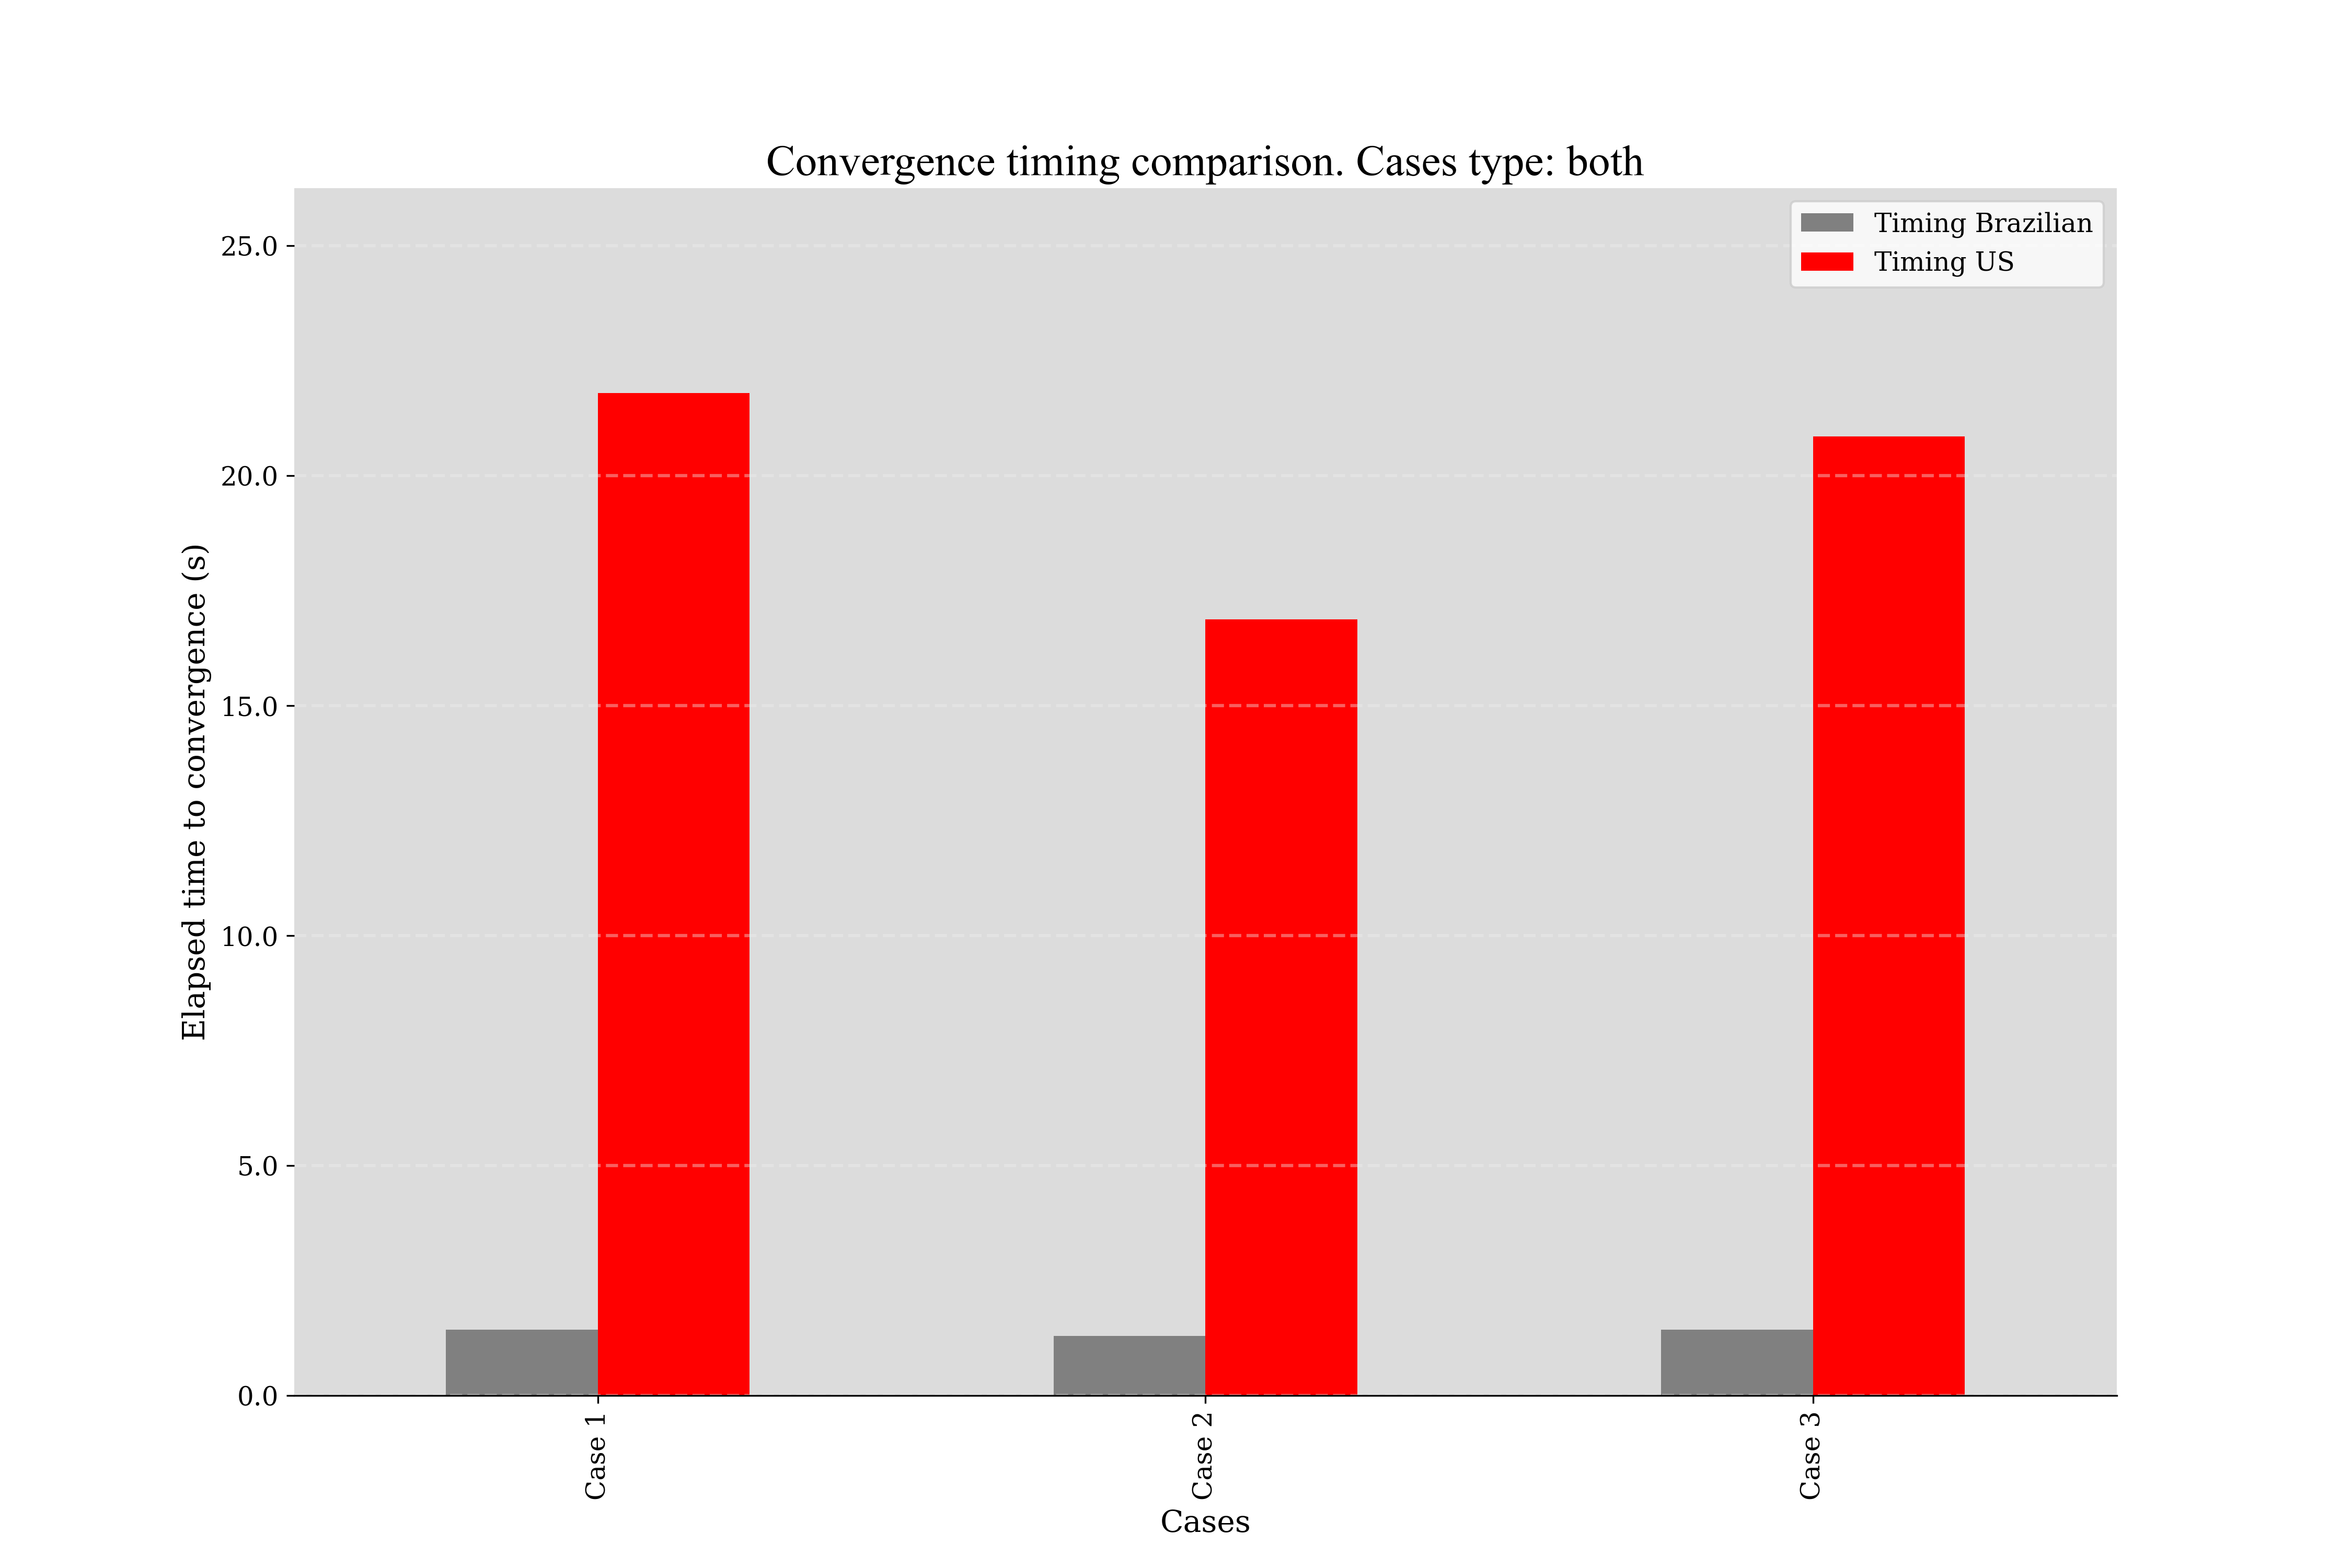 Convergence timing comparison. Cases type: both
Timing Brazilian
Timing US
Elapsed time to convergence (s)
25.0
20.0
15.0
10.0
5.0
0.0
Case 1
Case 2
Case 3
Cases